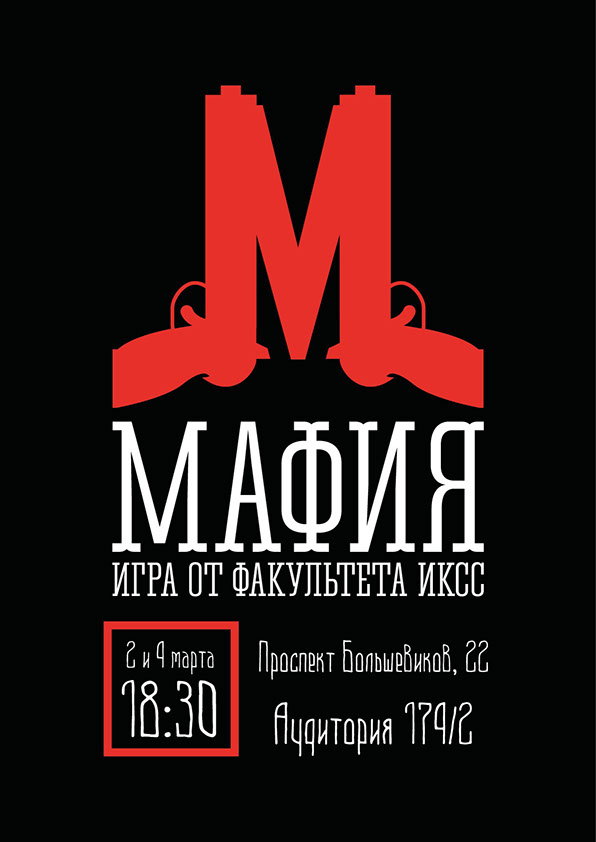 М
МАФИЯ
ИГРА ОТ ФАКУЛЬТЕТА ИКСС
2 и 4 марта
18:30
Проспект Большевиков, 22
Аудитория 174/2